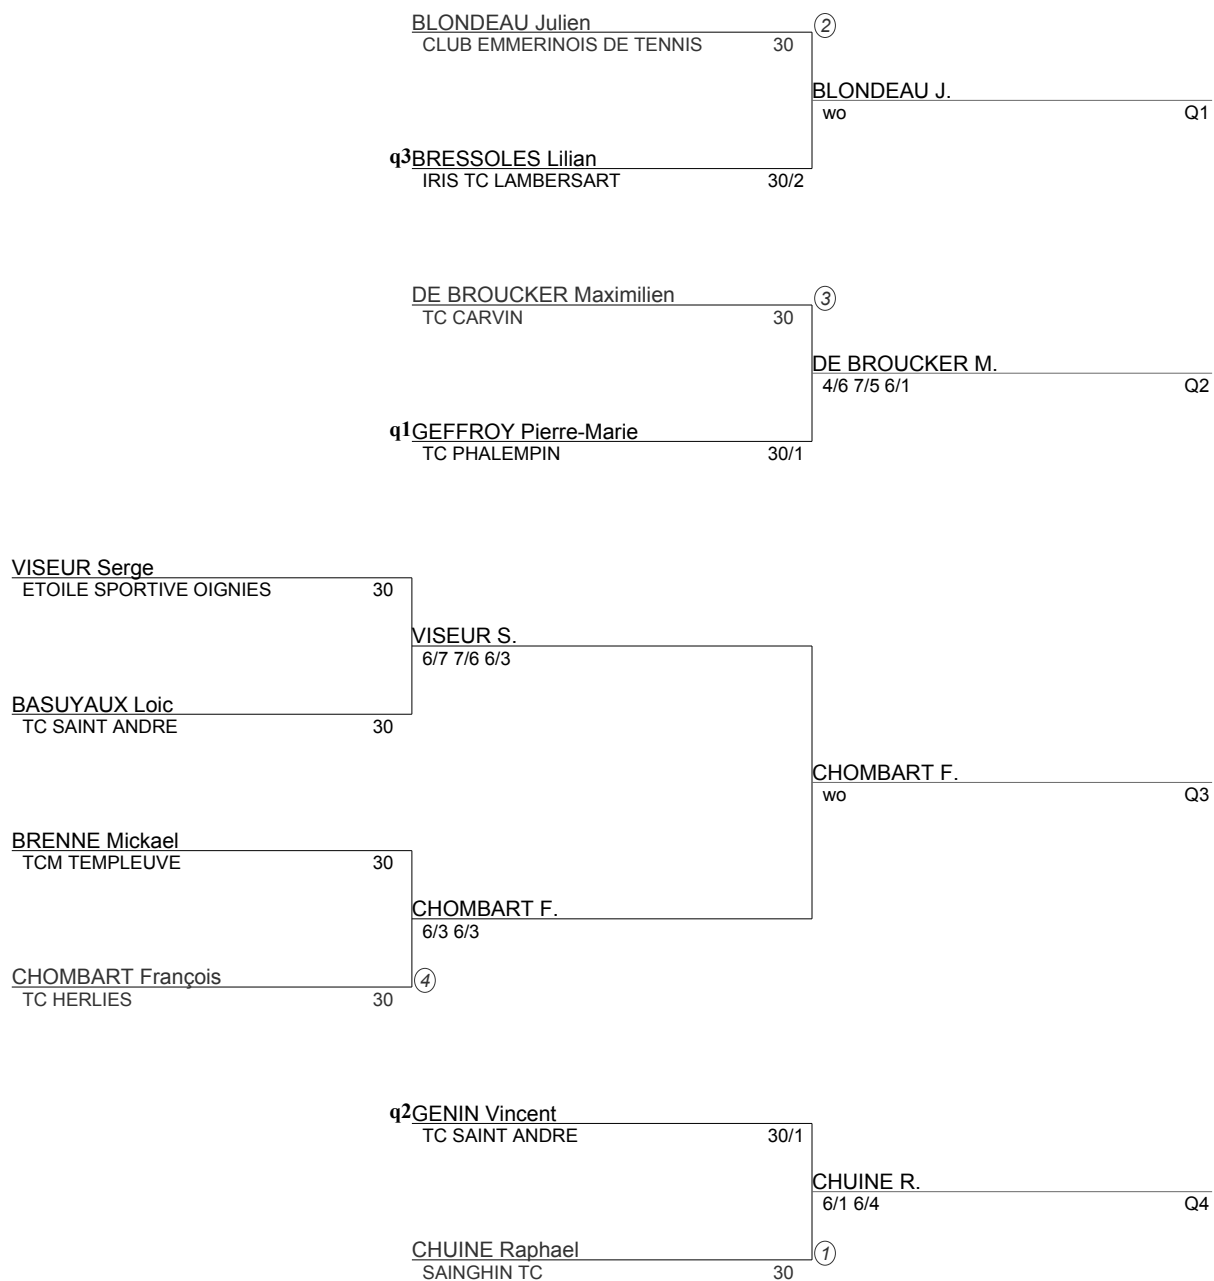 BLONDEAU Julien 2
CLUB EMMERINOIS DE TENNIS 30
BLONDEAU J.
wo Q1
q3 BRESSOLES Lilian
IRIS TC LAMBERSART 30/2
DE BROUCKER Maximilien 3
TC CARVIN 30
DE BROUCKER M.
4/6 7/5 6/1 Q2
q1 GEFFROY Pierre-Marie
TC PHALEMPIN 30/1
VISEUR Serge
ETOILE SPORTIVE OIGNIES 30
VISEUR S.
6/7 7/6 6/3
BASUYAUX Loic
TC SAINT ANDRE 30
CHOMBART F.
wo Q3
BRENNE Mickael
TCM TEMPLEUVE 30
CHOMBART F.
6/3 6/3
CHOMBART François 4
TC HERLIES 30
q2 GENIN Vincent
TC SAINT ANDRE 30/1
CHUINE R.
6/1 6/4 Q4
CHUINE Raphael 1
SAINGHIN TC 30